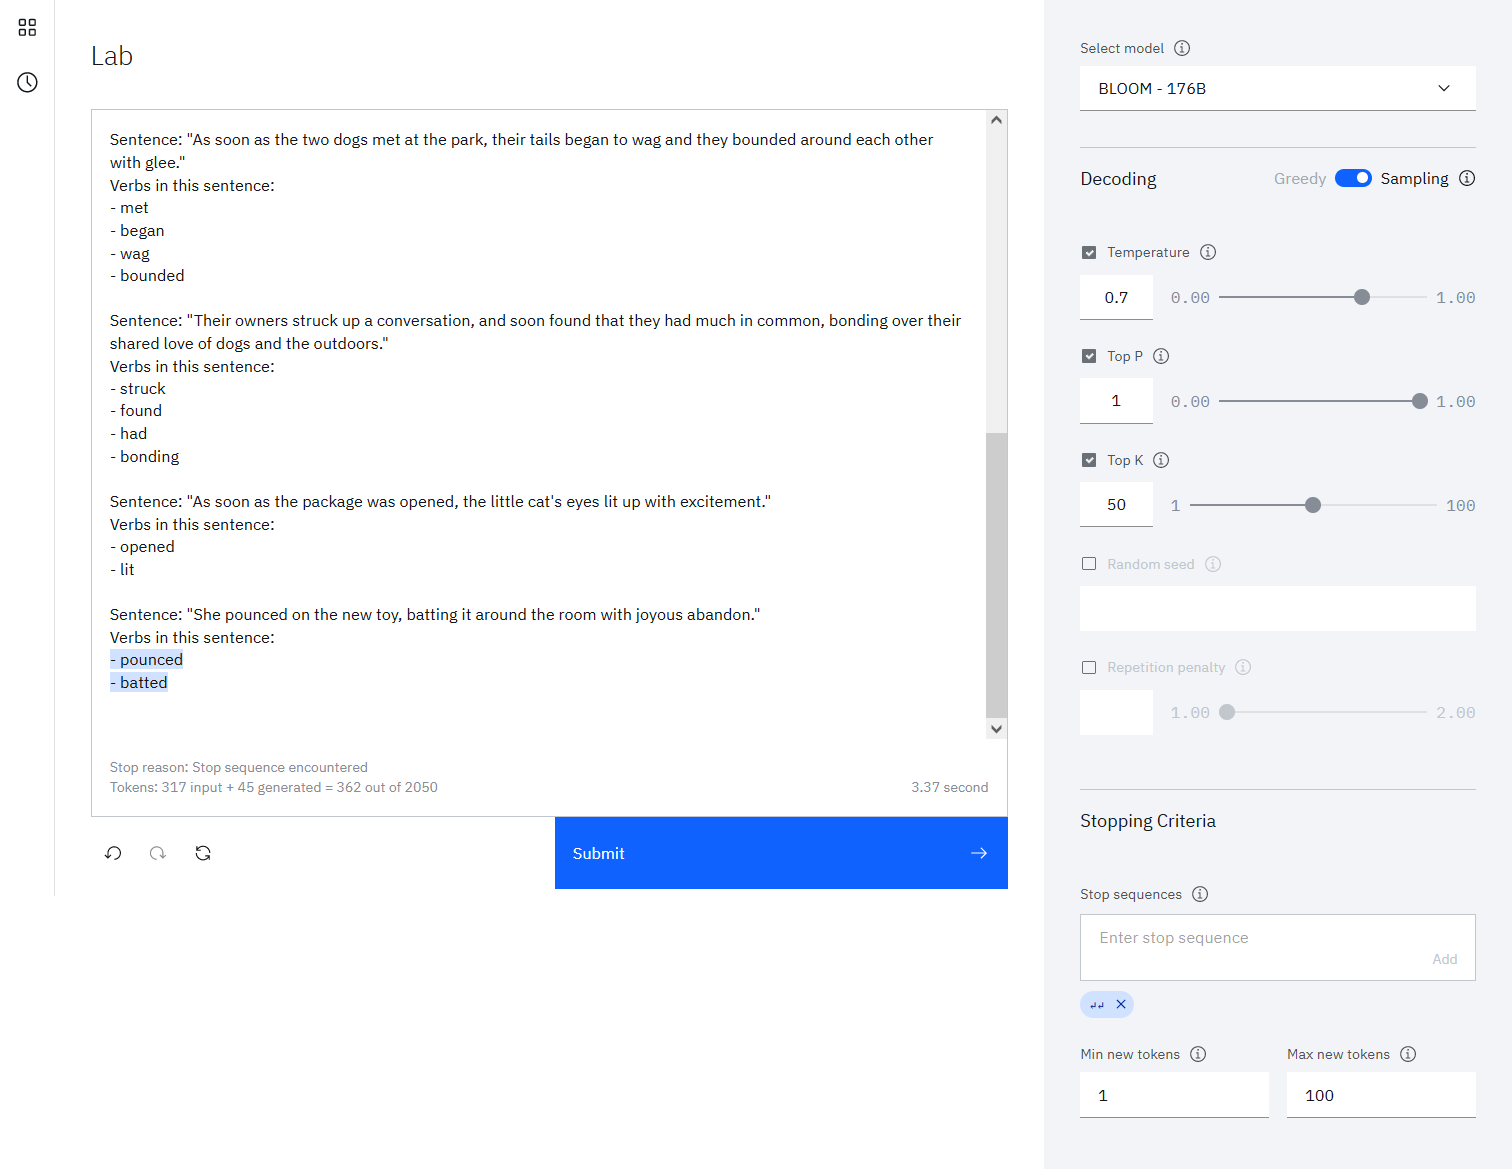 Lab
Sentence: "As soon as the two dogs met at the park, their tails began to wag and they bounded around each other
with glee."
Verbs in this sentence:
- met
- began
- wag
- bounded
Sentence: "Their owners struck up a conversation, and soon found that they had much in common, bonding over their
shared love of dogs and the outdoors."
Verbs in this sentence:
- struck
- found
- had
- bonding
Sentence: "As soon as the package was opened, the little cat's eyes lit up with excitement."
Verbs in this sentence:
- opened
- lit
Sentence: "She pounced on the new toy, batting it around the room with joyous abandon."
Verbs in this sentence:
- pounced
- batted
Stop reason: Stop sequence encountered
Tokens: 317 input + 45 generated = 362 out of 2050
3.37 second
Submit
Select model
BLOOM - 176B
Decoding
Greedy
Sampling
Temperature
0.7
0.00
1.00
Top P
1
0.00
1.00
Top K
50
1
100
Random seed
Repetition penalty
1.00
2.00
Stopping Criteria
Stop sequences
Enter stop sequence
Add
↵↵
Min new tokens
Max new tokens
1
100